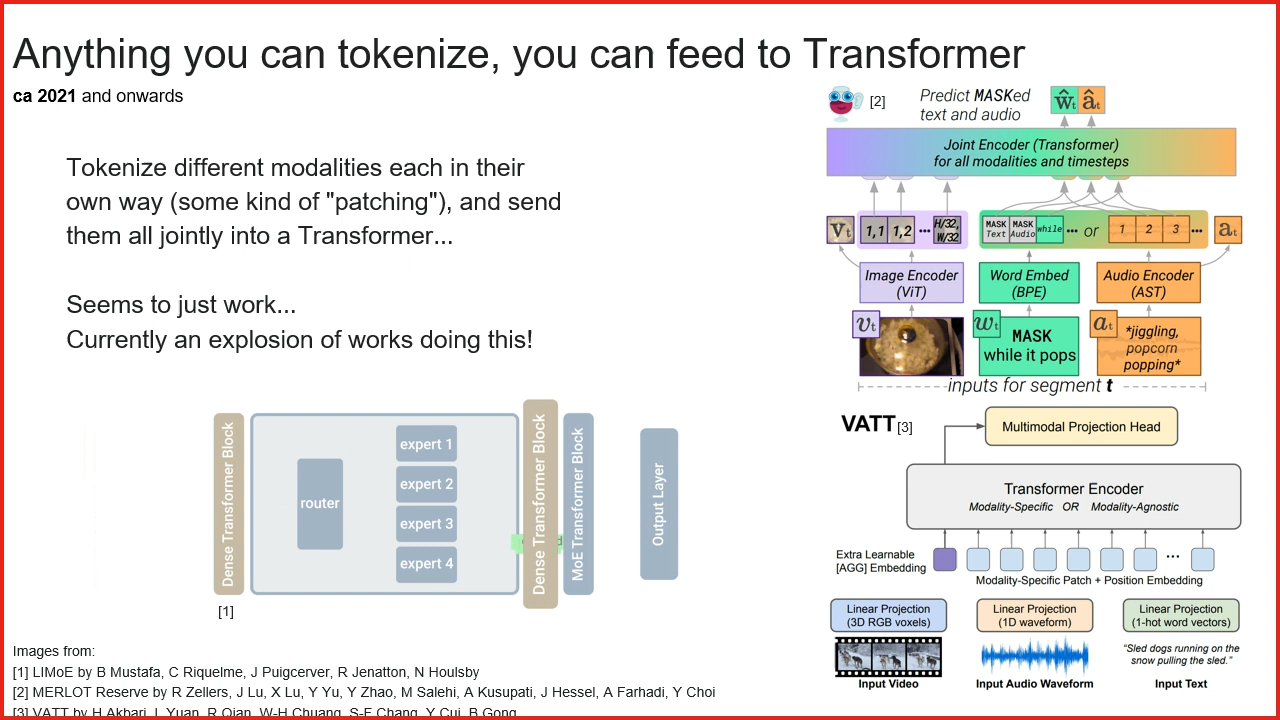 Anything you can tokenize, you can feed to Transformer
ca 2021 and onwards
Tokenize different modalities each in their
own way (some kind of "patching"), and send
them all jointly into a Transformer...
Seems to just work...
Currently an explosion of works doing this!
Dense Transformer Block
router
expert 1
expert 2
expert 3
expert 4
Dense Transformer Block
MoE Transformer Block
Output Layer
[1]
[2]
Predict MASKed
text and audio
ŵt ât
Joint Encoder (Transformer)
for all modalities and timesteps
vt 1,1 1,2 ••• H/32, W/32
MASK Text MASK Audio while ••• or 1 2 3 ••• at
Image Encoder
(ViT)
Word Embed
(BPE)
Audio Encoder
(AST)
vt
wt
MASK
while it pops
at
*jiggling,
popcorn
popping*
inputs for segment t
VATT[3]
Multimodal Projection Head
Transformer Encoder
Modality-Specific OR Modality-Agnostic
Extra Learnable
[AGG] Embedding
•••
Modality-Specific Patch + Position Embedding
Linear Projection
(3D RGB voxels)
Linear Projection
(1D waveform)
Linear Projection
(1-hot word vectors)
"Sled dogs running on the
snow pulling the sled."
Input Video
Input Audio Waveform
Input Text
Images from:
[1] LIMoE by B Mustafa, C Riquelme, J Puigcerver, R Jenatton, N Houlsby
[2] MERLOT Reserve by R Zellers, J Lu, X Lu, Y Yu, Y Zhao, M Salehi, A Kusupati, J Hessel, A Farhadi, Y Choi
[3] VATT by H Akbari, L Yuan, R Qian, W-H Chuang, S-F Chang, Y Cui, B Gong